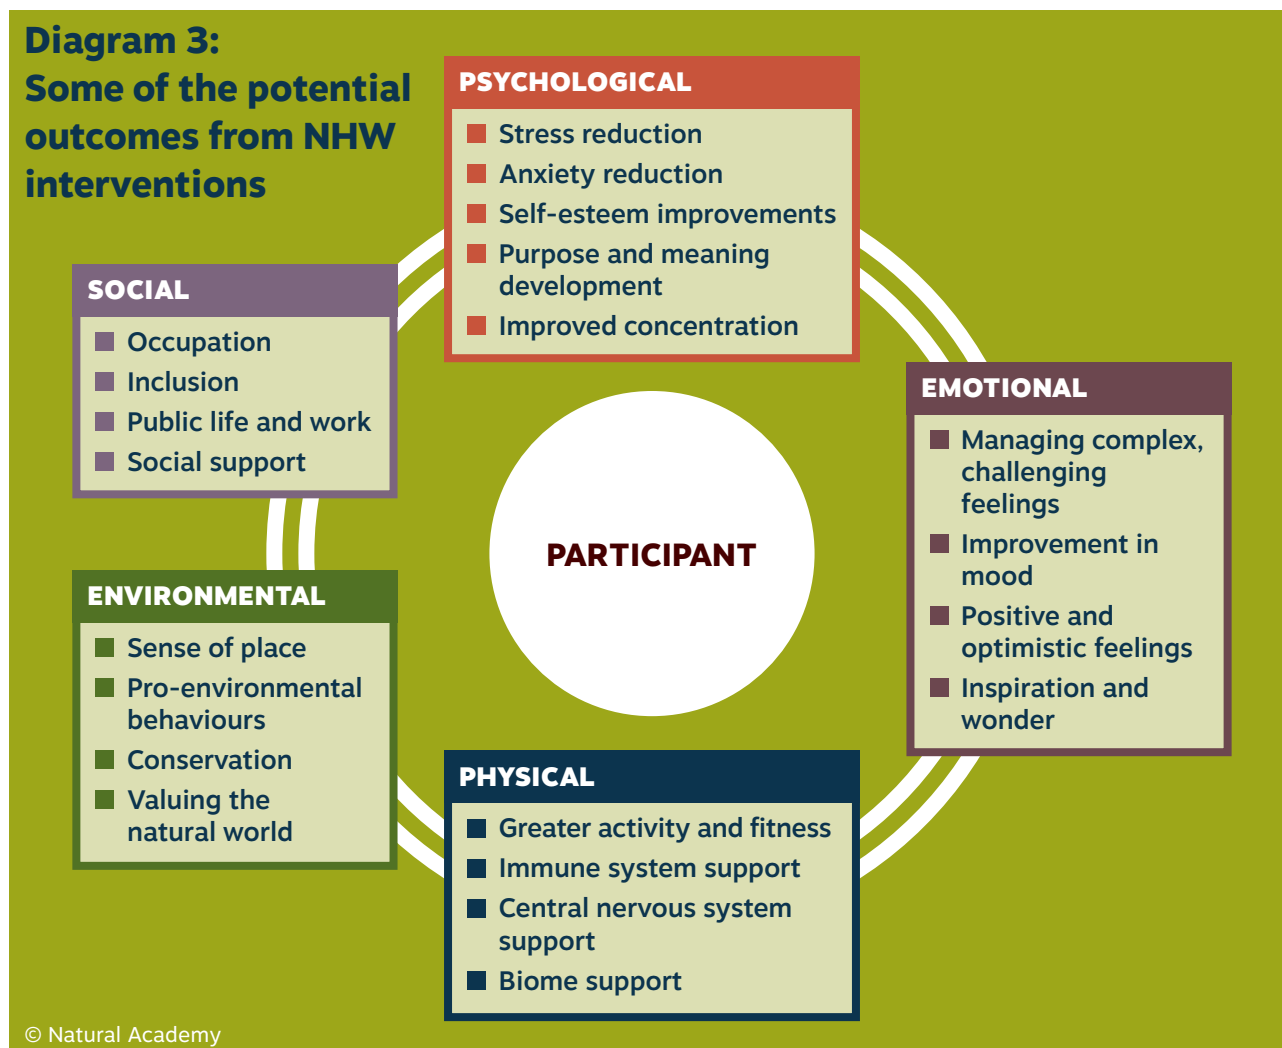 Diagram 3:
Some of the potential
outcomes from NHW
interventions
PSYCHOLOGICAL
Stress reduction
Anxiety reduction
Self-esteem improvements
Purpose and meaning
development
Improved concentration
SOCIAL
Occupation
Inclusion
Public life and work
Social support
EMOTIONAL
Managing complex,
challenging
feelings
Improvement in
mood
Positive and
optimistic feelings
Inspiration and
wonder
PARTICIPANT
ENVIRONMENTAL
Sense of place
Pro-environmental
behaviours
Conservation
Valuing the
natural world
PHYSICAL
Greater activity and fitness
Immune system support
Central nervous system
support
Biome support
© Natural Academy